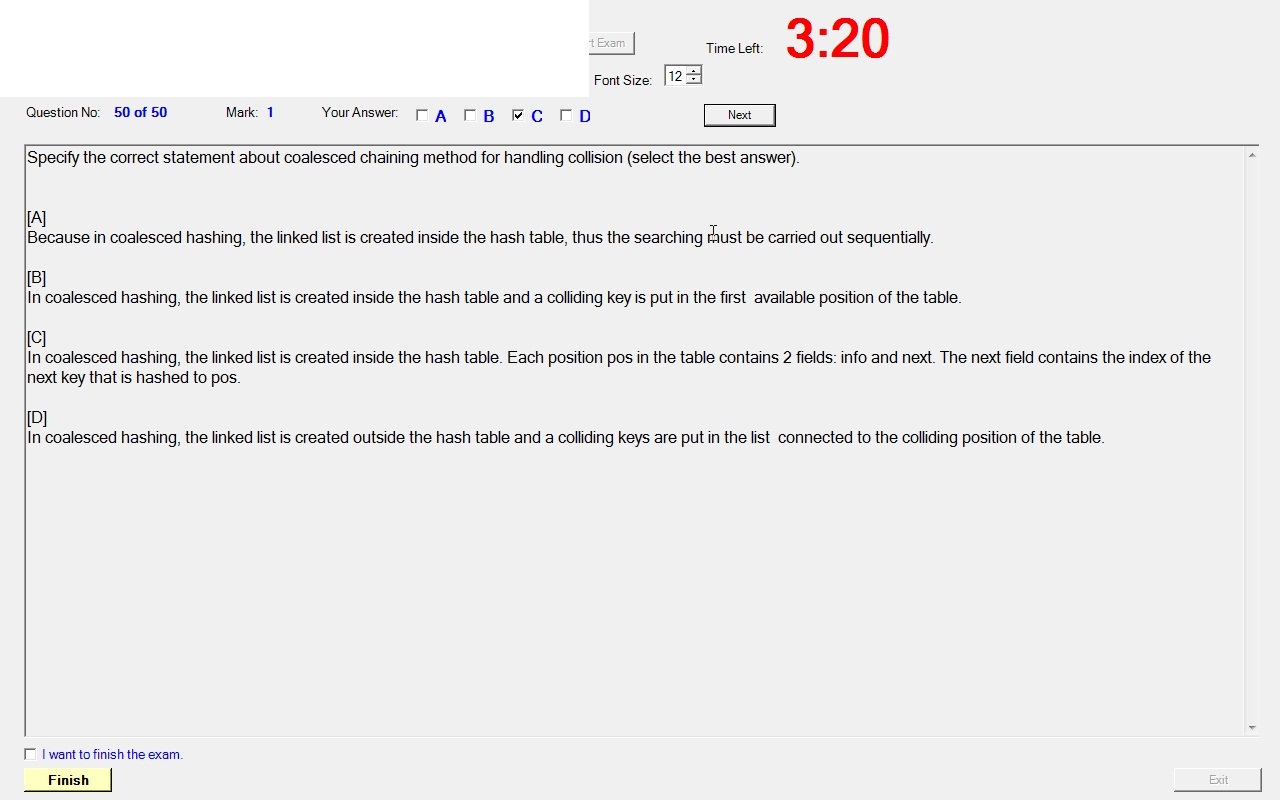 t Exam
Time Left: 3:20
Font Size: 12
Question No: 50 of 50 Mark: 1 Your Answer: A B C D Next
Specify the correct statement about coalesced chaining method for handling collision (select the best answer).
[A]
Because in coalesced hashing, the linked list is created inside the hash table, thus the searching must be carried out sequentially.
[B]
In coalesced hashing, the linked list is created inside the hash table and a colliding key is put in the first  available position of the table.
[C]
In coalesced hashing, the linked list is created inside the hash table. Each position pos in the table contains 2 fields: info and next. The next field contains the index of the
next key that is hashed to pos.
[D]
In coalesced hashing, the linked list is created outside the hash table and a colliding keys are put in the list  connected to the colliding position of the table.
I want to finish the exam.
Finish Exit